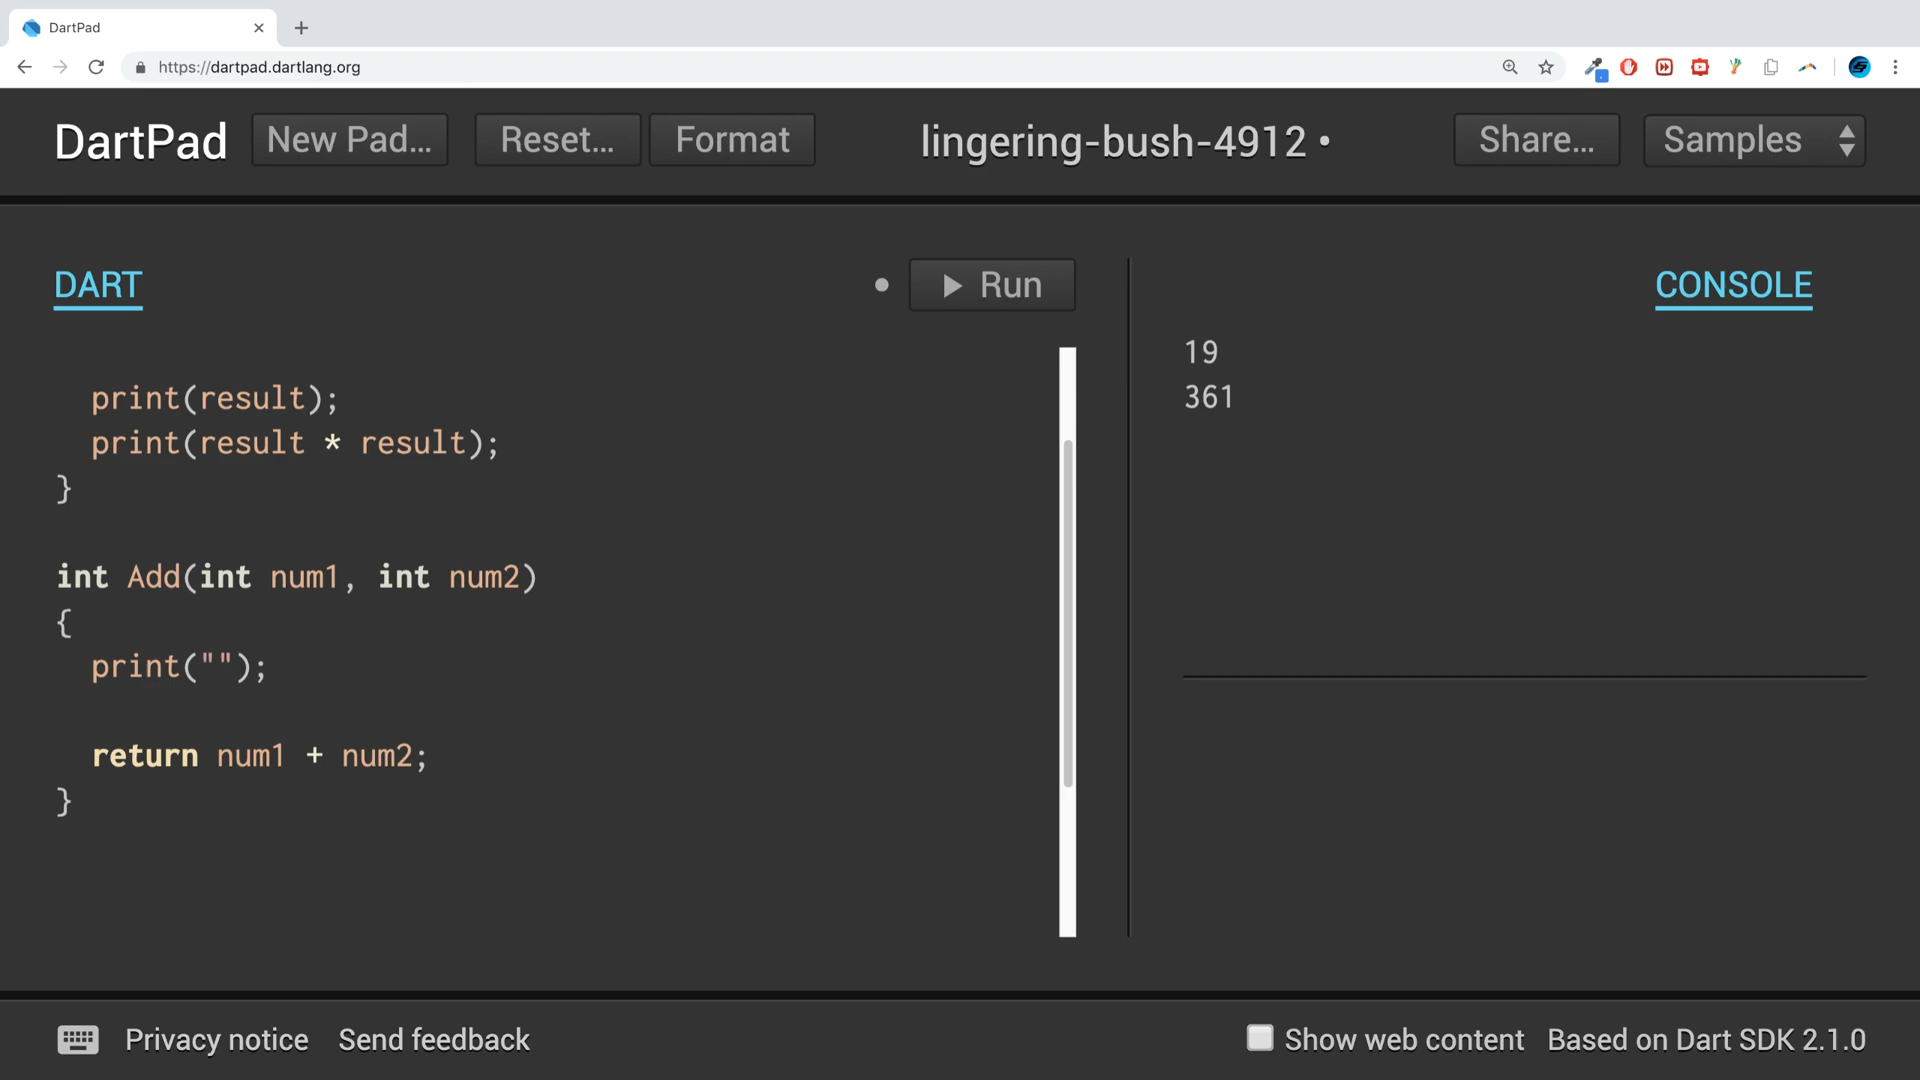 DartPad
https://dartpad.dartlang.org
DartPad New Pad... Reset... Format lingering-bush-4912 • Share... Samples
DART Run CONSOLE
19
361
print(result);
print(result * result);
}
int Add(int num1, int num2)
{
print("");
return num1 + num2;
}
Privacy notice Send feedback Show web content Based on Dart SDK 2.1.0